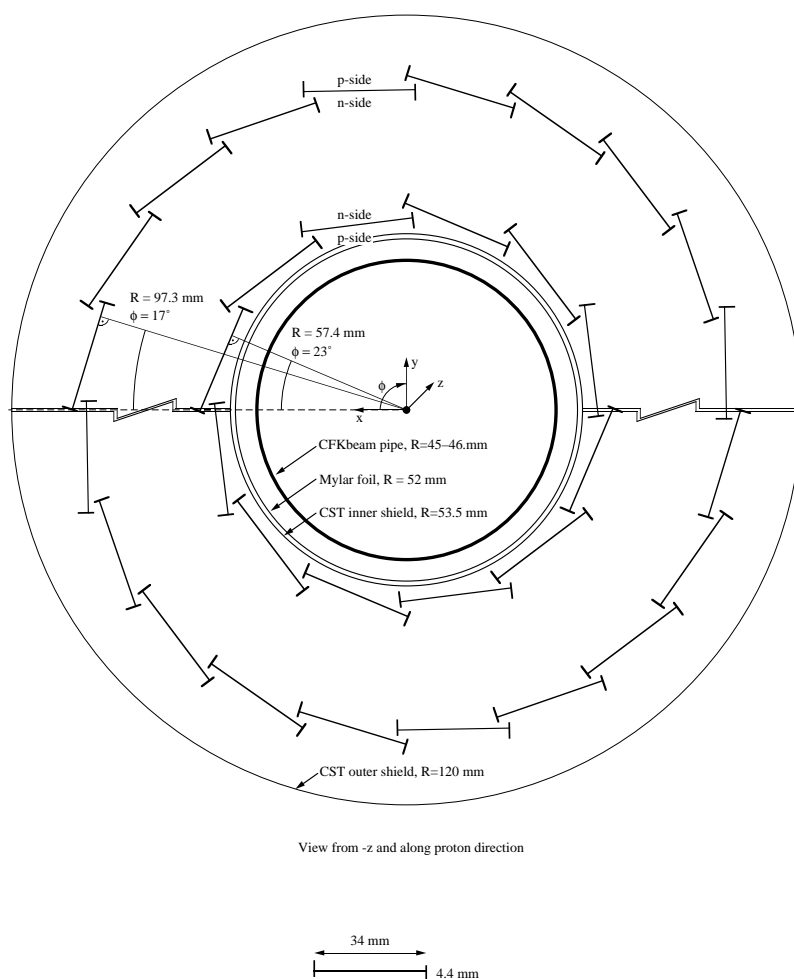 p-side
n-side
n-side
p-side
R = 97.3 mm
ϕ = 17°
R = 57.4 mm
ϕ = 23°
y
ϕ
z
x
CFKbeam pipe, R=45–46.mm
Mylar foil, R = 52 mm
CST inner shield, R=53.5 mm
CST outer shield, R=120 mm
View from -z and along proton direction
34 mm
4.4 mm